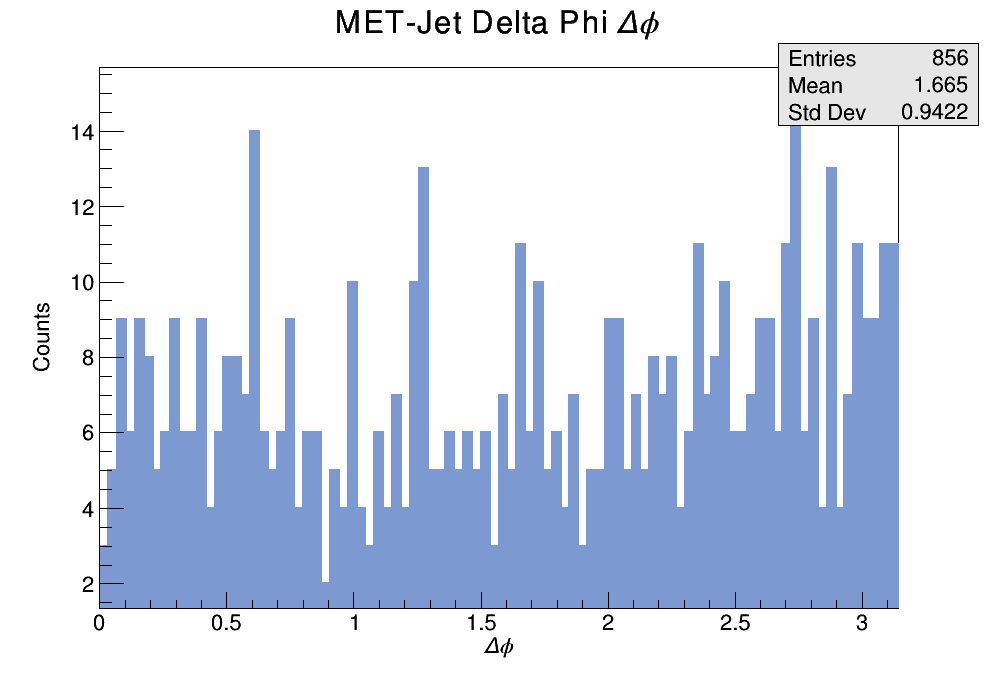 MET-Jet Delta Phi Δϕ
Entries 856
Mean 1.665
Std Dev 0.9422
14
12
10
8
6
4
2
Counts
0 0.5 1 1.5 2 2.5 3
Δϕ